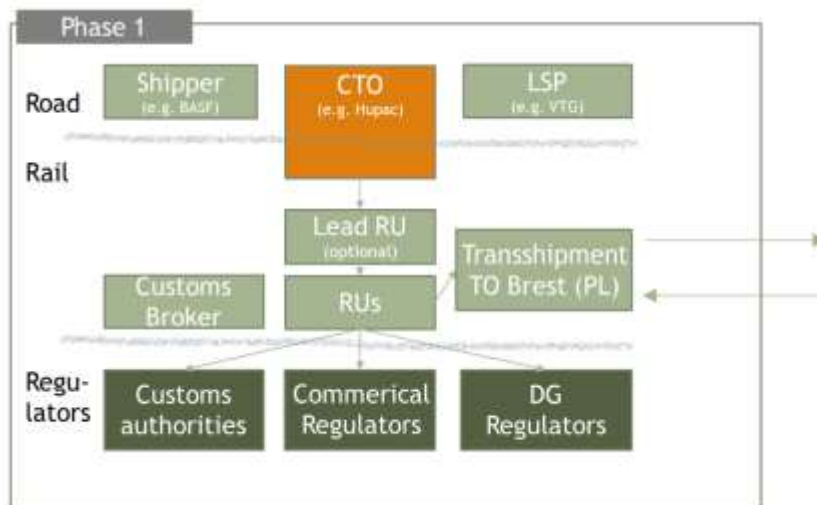 Phase 1
Road
Shipper
(e.g. BASF)
CTO
(e.g. Hupac)
LSP
(e.g. VTG)
Rail
Lead RU
(optional)
Transshipment
TO Brest (PL)
Customs
Broker
RUs
Regu-
lators
Customs
authorities
Commerical
Regulators
DG
Regulators